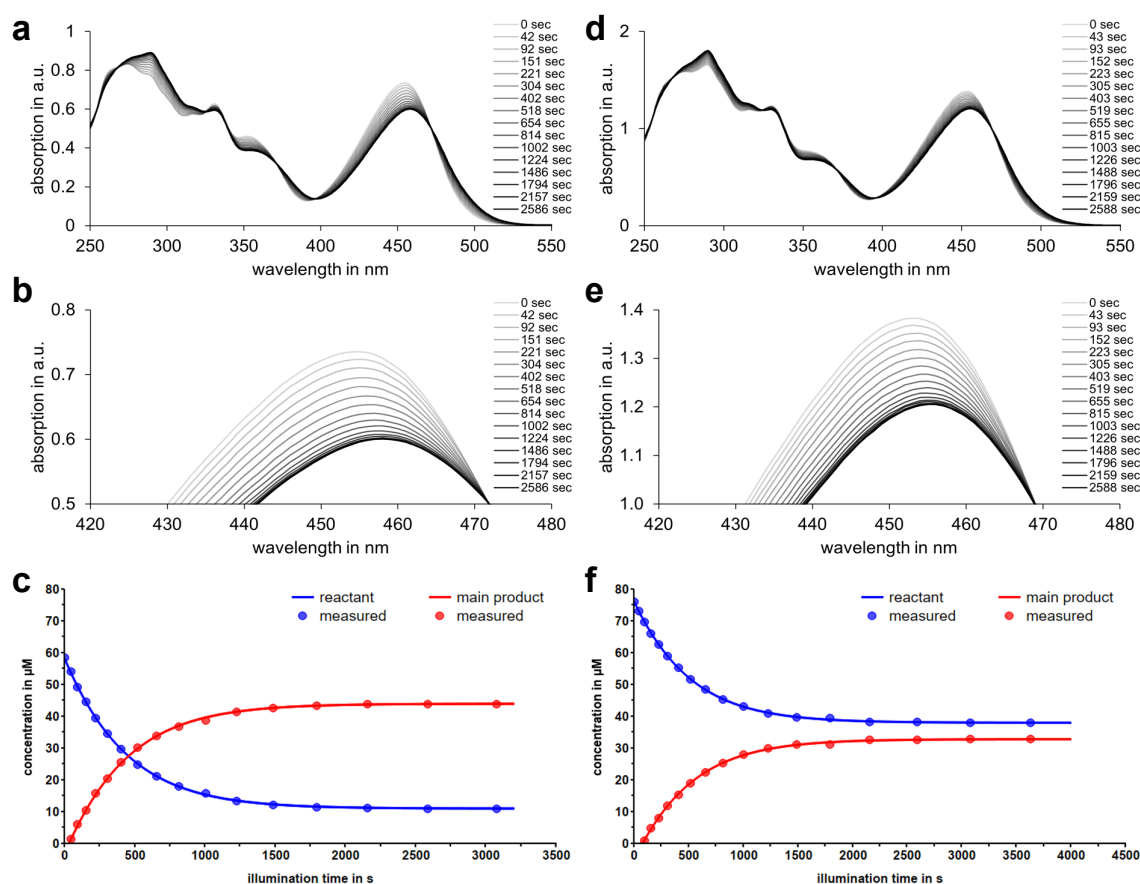 a
absorption in a.u.
1
0.8
0.6
0.4
0.2
0
250 300 350 400 450 500 550
wavelength in nm
0 sec
42 sec
92 sec
151 sec
221 sec
304 sec
402 sec
518 sec
654 sec
814 sec
1002 sec
1224 sec
1486 sec
1794 sec
2157 sec
2586 sec
d
absorption in a.u.
2
1
0
250 300 350 400 450 500 550
wavelength in nm
0 sec
43 sec
93 sec
152 sec
223 sec
305 sec
403 sec
519 sec
655 sec
815 sec
1003 sec
1226 sec
1488 sec
1796 sec
2159 sec
2588 sec
b
absorption in a.u.
0.8
0.7
0.6
0.5
420 430 440 450 460 470 480
wavelength in nm
0 sec
42 sec
92 sec
151 sec
221 sec
304 sec
402 sec
518 sec
654 sec
814 sec
1002 sec
1224 sec
1486 sec
1794 sec
2157 sec
2586 sec
e
absorption in a.u.
1.4
1.3
1.2
1.1
1.0
420 430 440 450 460 470 480
wavelength in nm
0 sec
43 sec
93 sec
152 sec
223 sec
305 sec
403 sec
519 sec
655 sec
815 sec
1003 sec
1226 sec
1488 sec
1796 sec
2159 sec
2588 sec
c
concentration in µM
80
70
60
50
40
30
20
10
0
0 500 1000 1500 2000 2500 3000 3500
illumination time in s
reactant main product
measured measured
f
concentration in µM
80
70
60
50
40
30
20
10
0
0 500 1000 1500 2000 2500 3000 3500 4000 4500
illumination time in s
reactant main product
measured measured